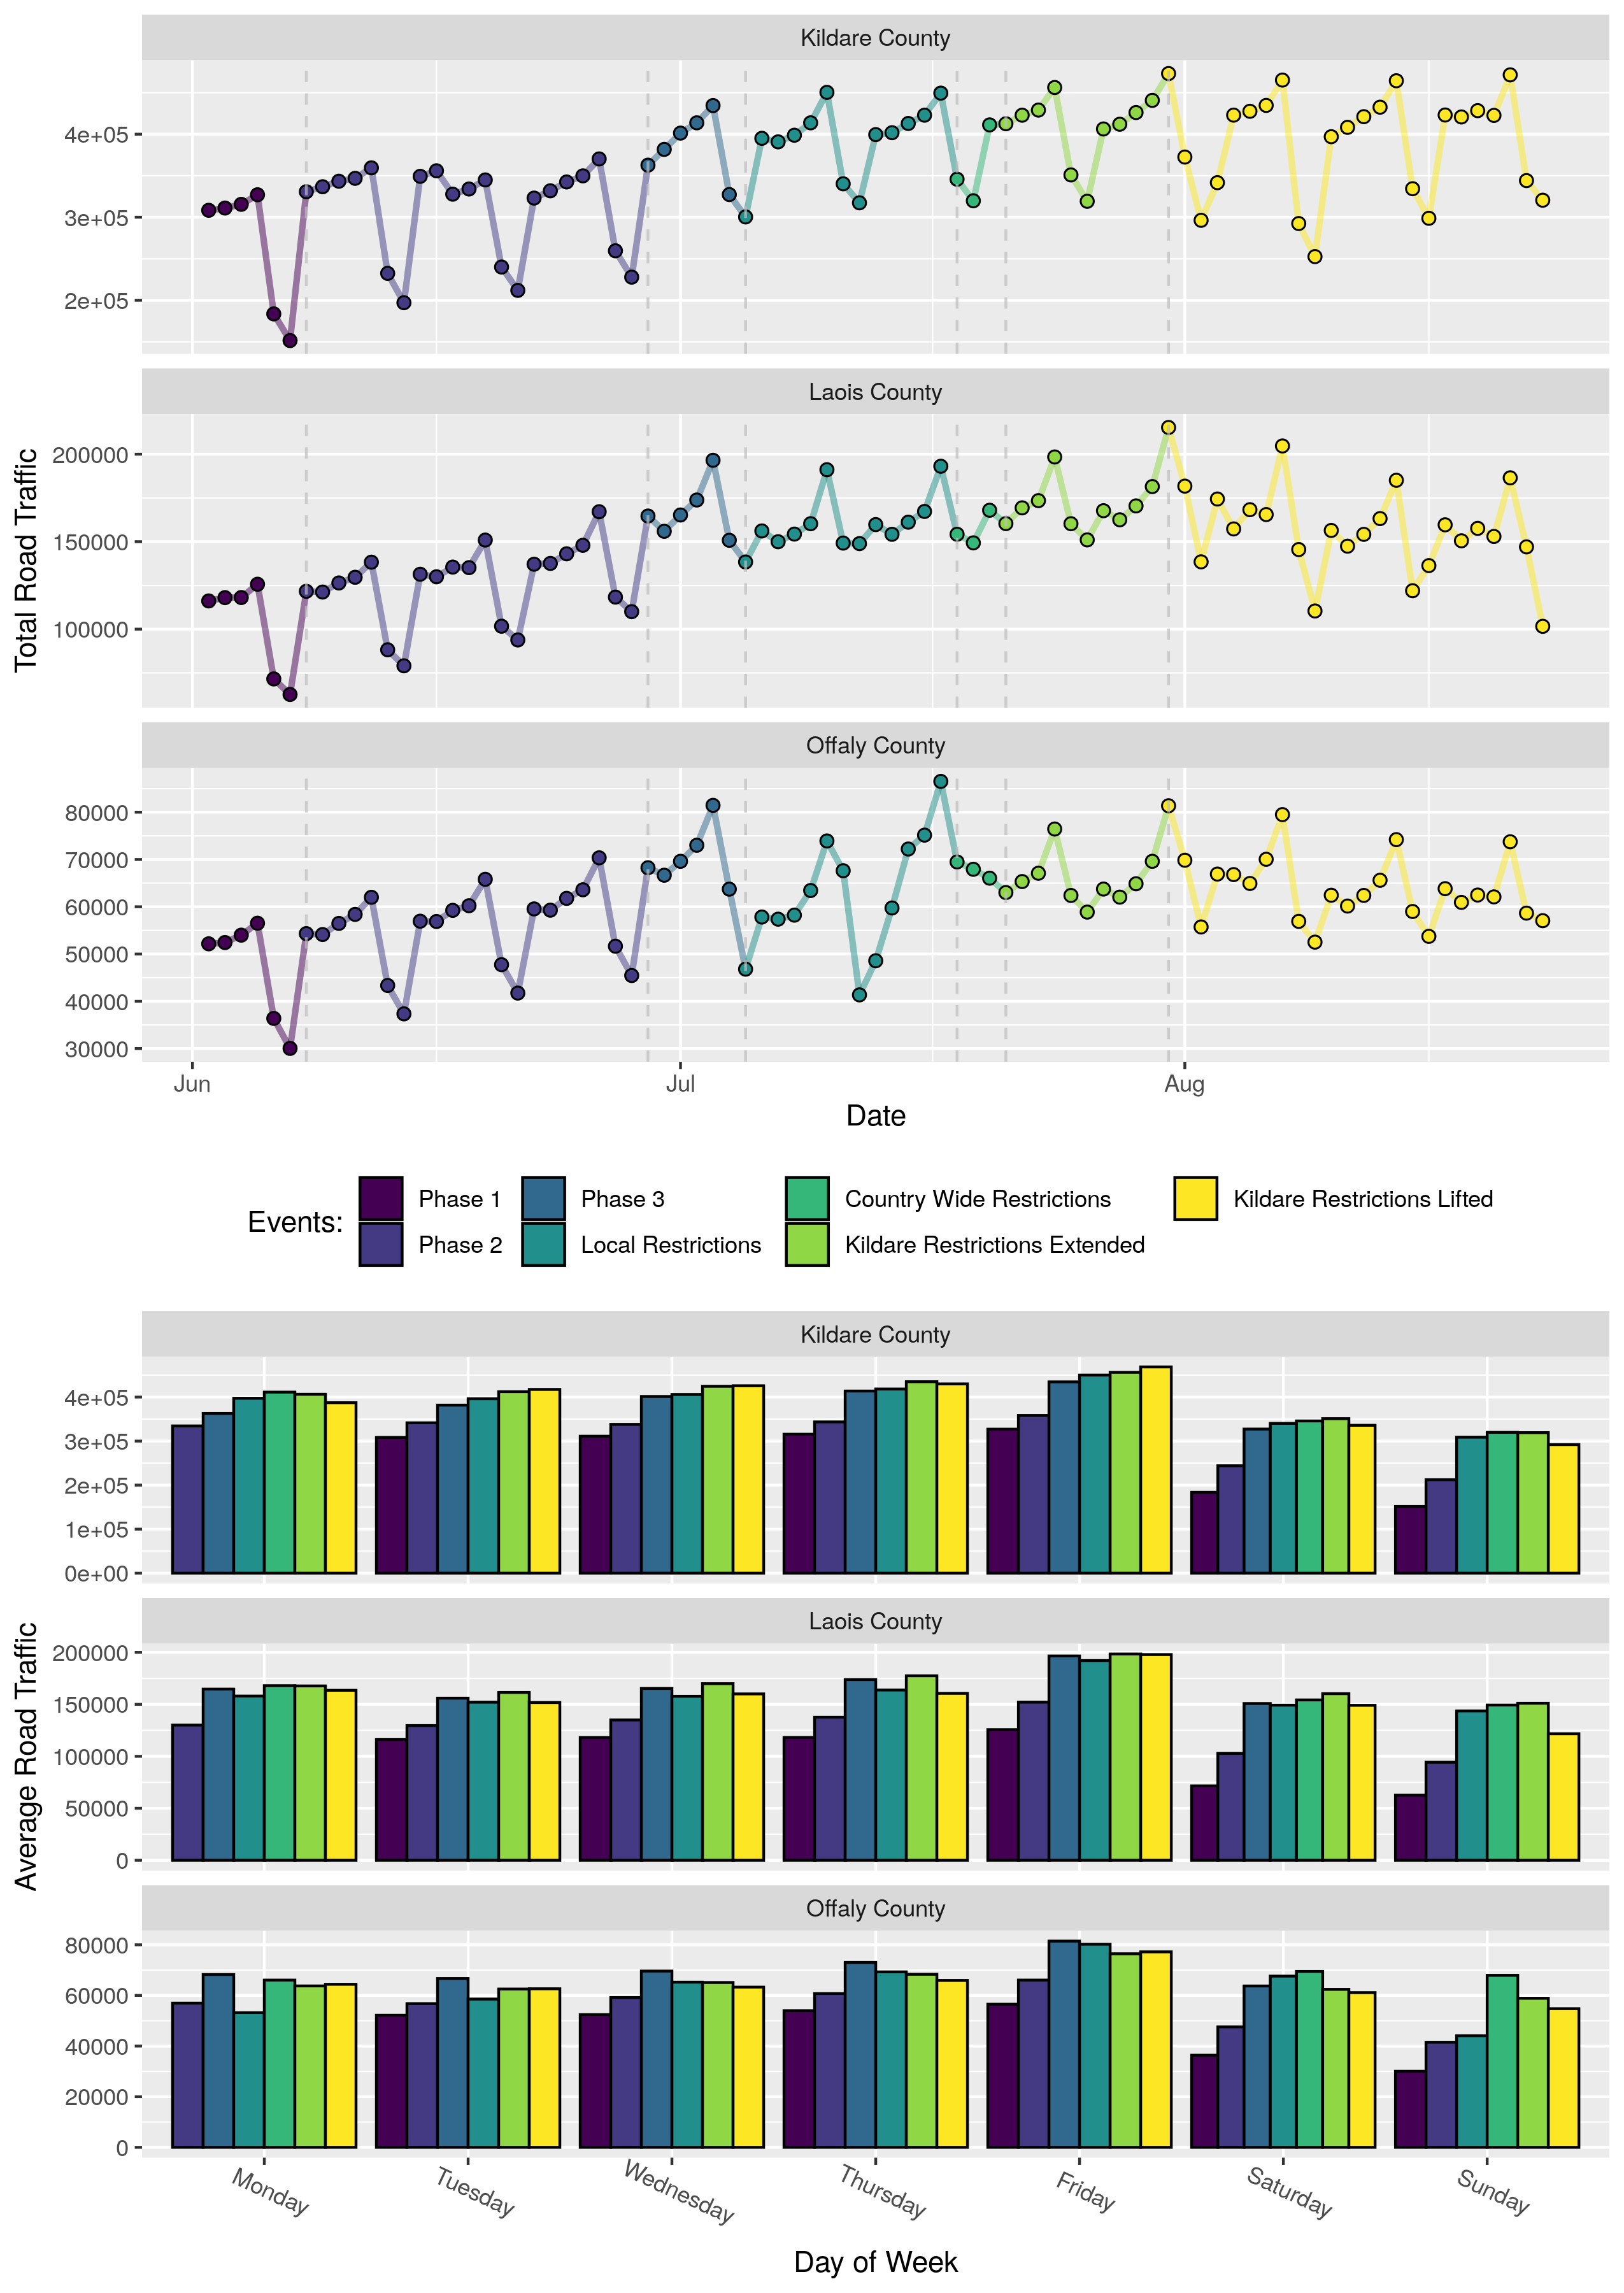 Kildare County
4e+05
3e+05
2e+05
Laois County
200000
150000
100000
Offaly County
80000
70000
60000
50000
40000
30000
Total Road Traffic
Jun Jul Aug
Date
Events:
Phase 1 Phase 3 Country Wide Restrictions Kildare Restrictions Lifted
Phase 2 Local Restrictions Kildare Restrictions Extended
Kildare County
4e+05
3e+05
2e+05
1e+05
0e+00
Laois County
200000
150000
100000
50000
0
Offaly County
80000
60000
40000
20000
0
Average Road Traffic
Monday Tuesday Wednesday Thursday Friday Saturday Sunday
Day of Week